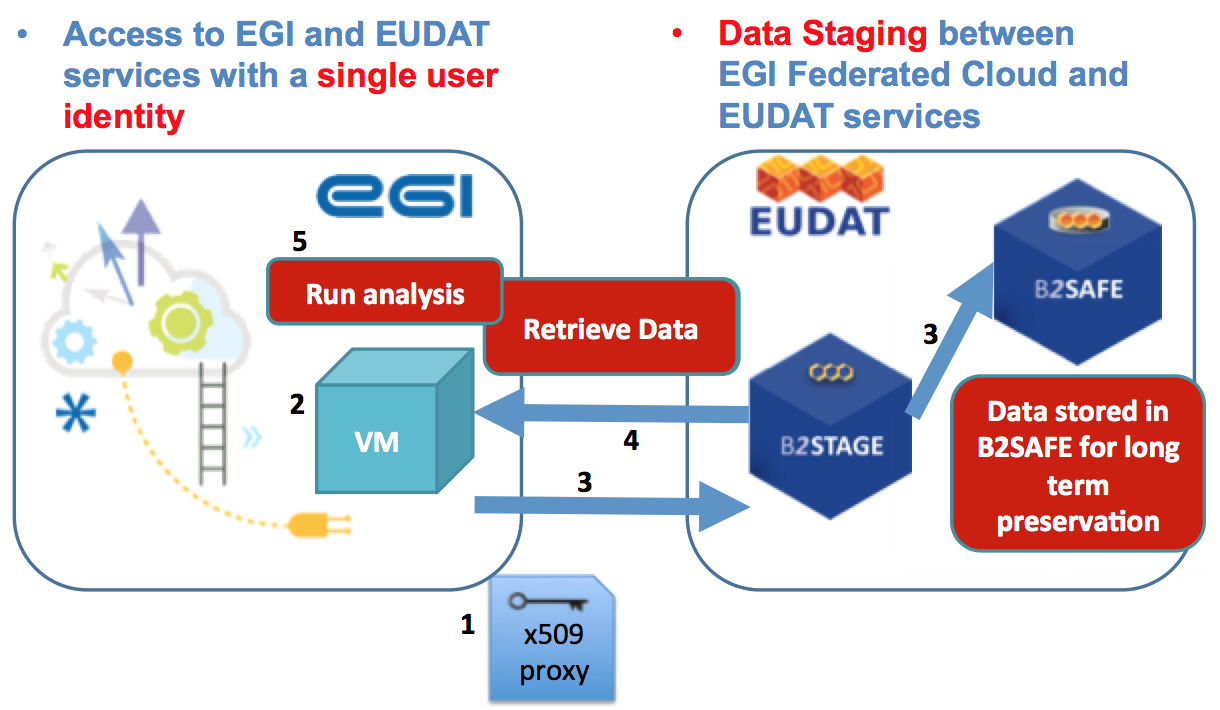 • Access to EGI and EUDAT
services with a single user
identity
• Data Staging between
EGI Federated Cloud and
EUDAT services
EGI
5
Run analysis
2
VM
EUDAT
Retrieve Data
B2SAFE
3
B2STAGE
4
3
Data stored in
B2SAFE for long
term
preservation
1
x509
proxy